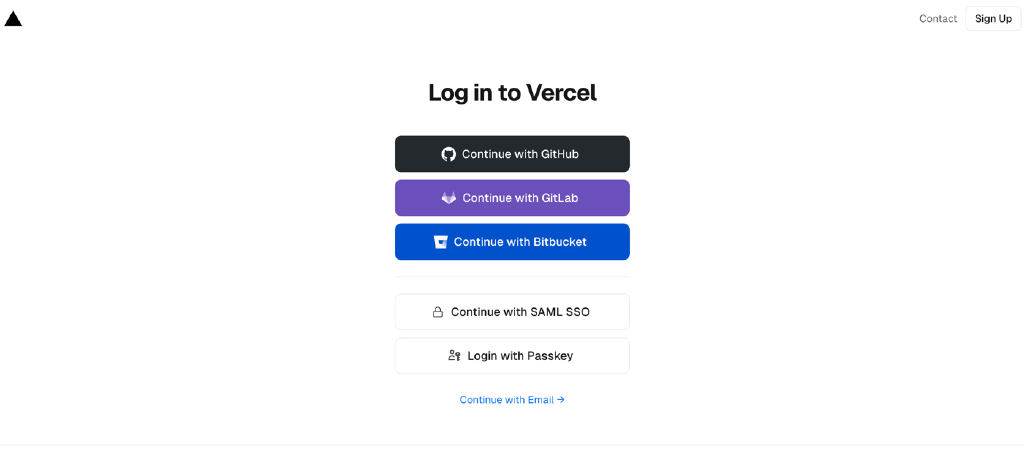 Contact
Sign Up
Log in to Vercel
Continue with GitHub
Continue with GitLab
Continue with Bitbucket
Continue with SAML SSO
Login with Passkey
Continue with Email →